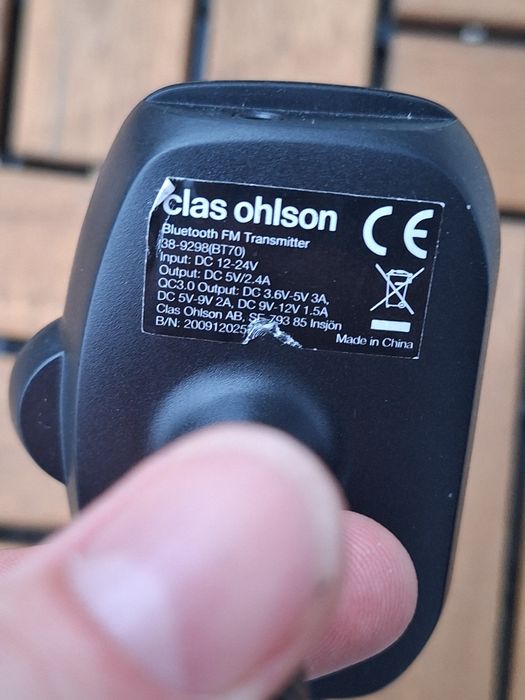 clas ohlson
Bluetooth FM Transmitter
38-9298(BT70)
Input: DC 12-24V
Output: DC 5V/2.4A
QC3.0 Output: DC 3.6V-5V 3A,
DC 5V-9V 2A, DC 9V-12V 1.5A
Clas Ohlson AB, SE-793 85 Insjön
B/N:
Made in China
CE